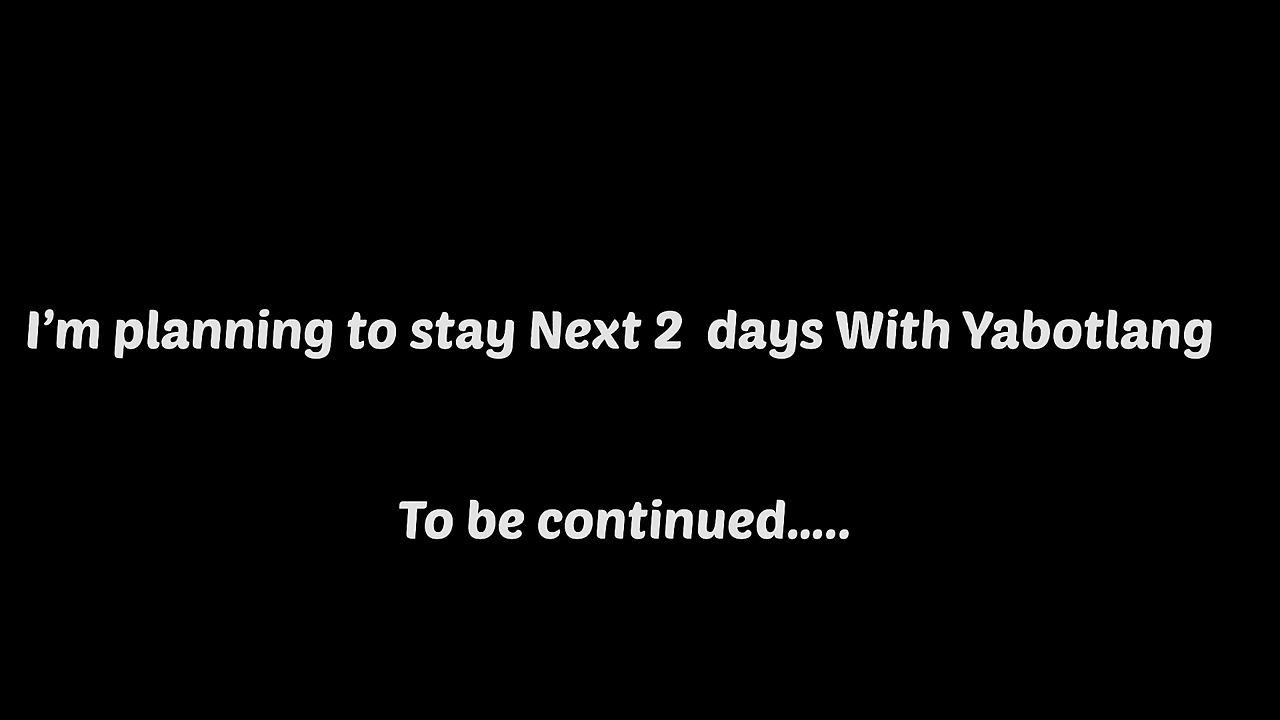 I’m planning to stay Next 2  days With Yabotlang
To be continued.....